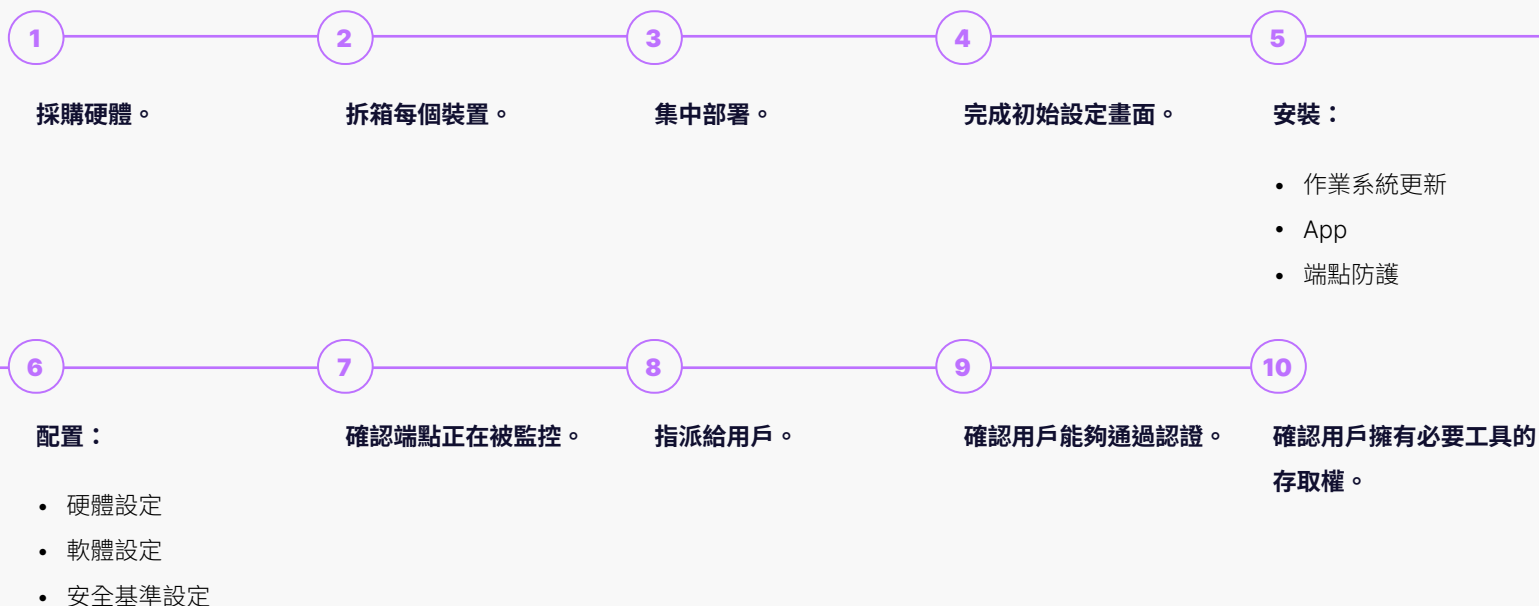 1
2
3
4
5
採購硬體。
拆箱每個裝置。
集中部署。
完成初始設定畫面。
安裝：
• 作業系統更新
• App
• 端點防護
6
7
8
9
10
配置：
確認端點正在被監控。
指派給用戶。
確認用戶能夠通過認證。
確認用戶擁有必要工具的
存取權。
• 硬體設定
• 軟體設定
• 安全基準設定